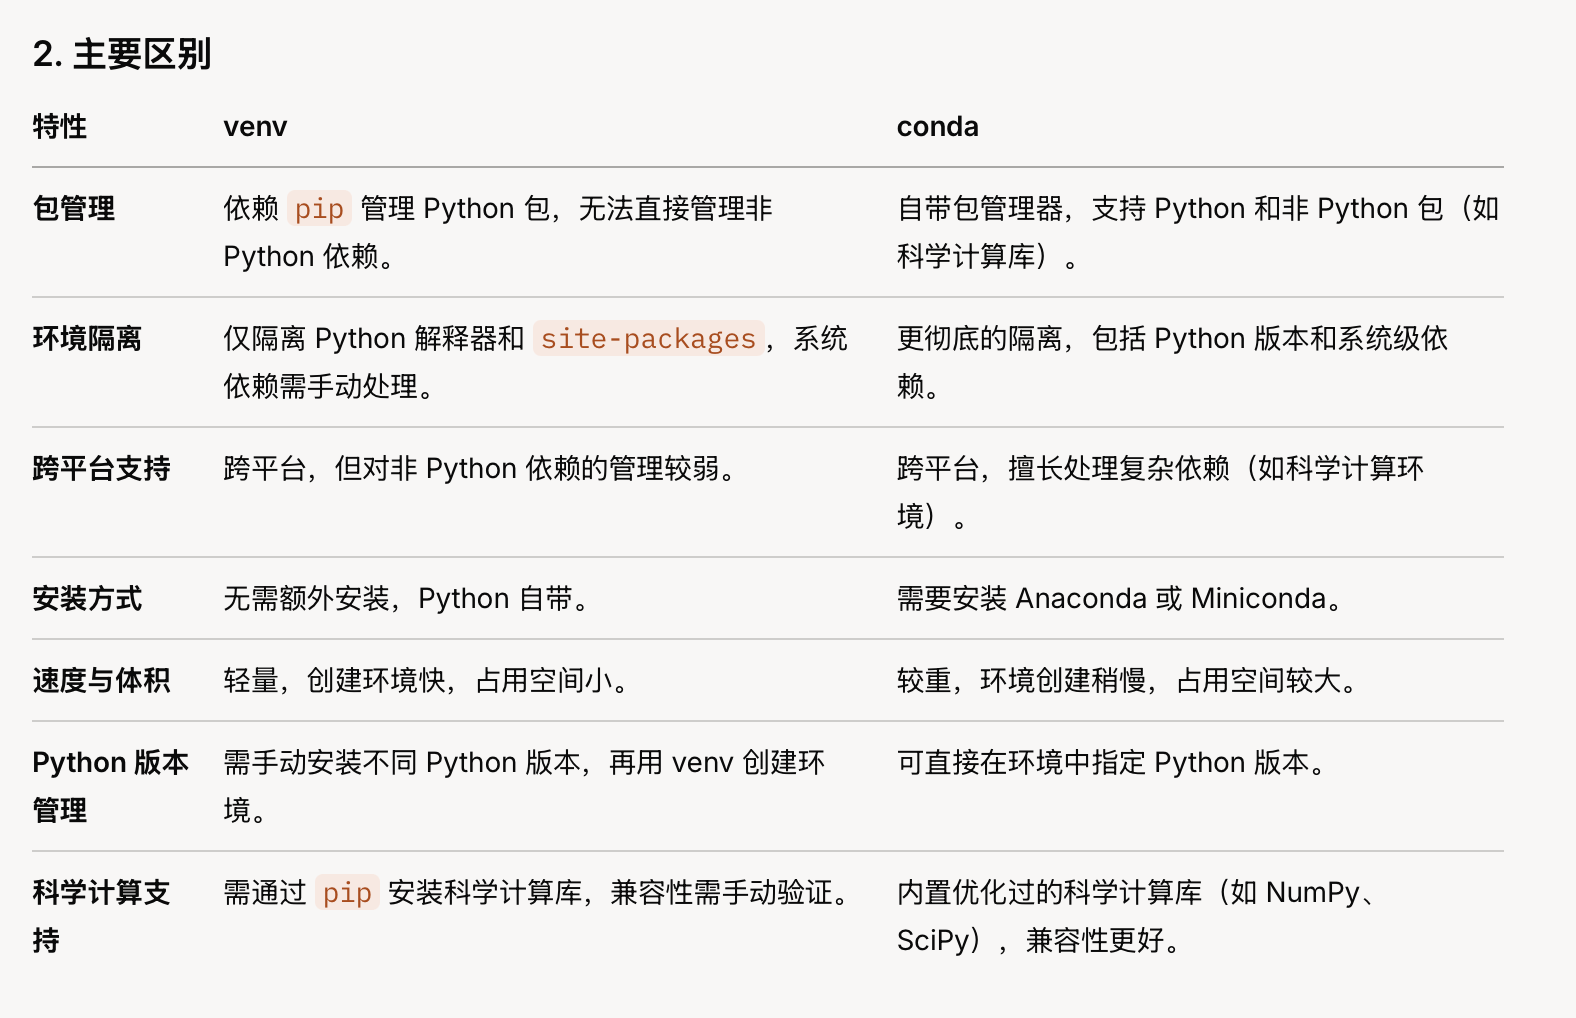 2. 主要区别
特性 venv conda
包管理 依赖 pip 管理 Python 包，无法直接管理非 自带包管理器，支持 Python 和非 Python 包（如
Python 依赖。 科学计算库）。
环境隔离 仅隔离 Python 解释器和 site-packages，系统 更彻底的隔离，包括 Python 版本和系统级依
依赖需手动处理。 赖。
跨平台支持 跨平台，但对非 Python 依赖的管理较弱。 跨平台，擅长处理复杂依赖（如科学计算环
境）。
安装方式 无需额外安装，Python 自带。 需要安装 Anaconda 或 Miniconda。
速度与体积 轻量，创建环境快，占用空间小。 较重，环境创建稍慢，占用空间较大。
Python 版本 需手动安装不同 Python 版本，再用 venv 创建环 可直接在环境中指定 Python 版本。
管理 境。
科学计算支 需通过 pip 安装科学计算库，兼容性需手动验证。 内置优化过的科学计算库（如 NumPy、
持 SciPy），兼容性更好。